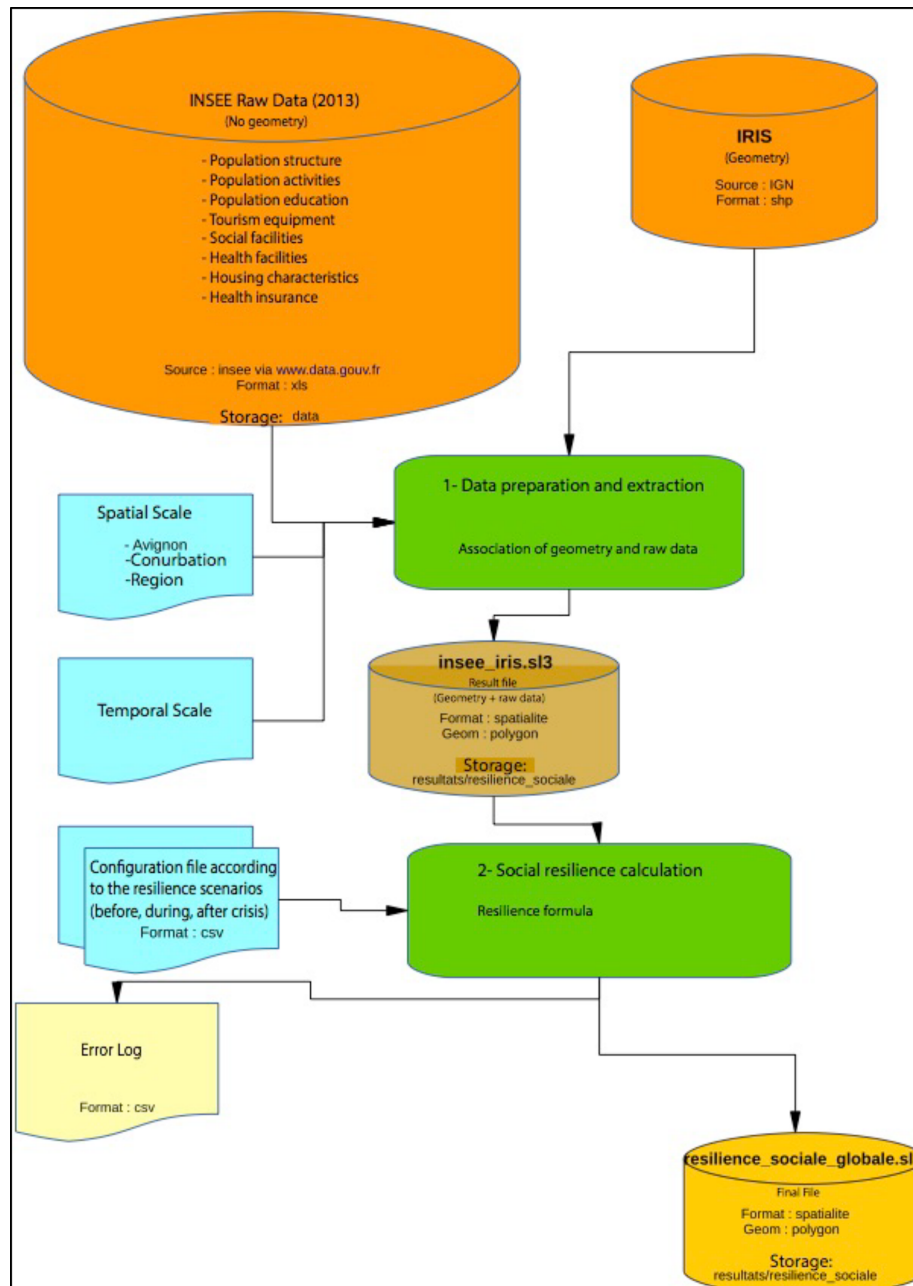 INSEE Raw Data (2013)
(No geometry)
- Population structure
- Population activities
- Population education
- Tourism equipment
- Social facilities
- Health facilities
- Housing characteristics
- Health insurance
Source : insee via www.data.gouv.fr
Format : xls
Storage: data
IRIS
(Geometry)
Source : IGN
Format : shp
1- Data preparation and extraction
Association of geometry and raw data
Spatial Scale
- Avignon
-Conurbation
-Region
Temporal Scale
insee_iris.sl3
Result file
(Geometry + raw data)
Format : spatialite
Geom : polygon
Storage:
resultats/resilience_sociale
Configuration file according
to the resilience scenarios
(before, during, after crisis)
Format : csv
2- Social resilience calculation
Resilience formula
Error Log
Format : csv
resilience_sociale_globale.sl
Final File
Format : spatialite
Geom : polygon
Storage:
resultats/resilience_sociale